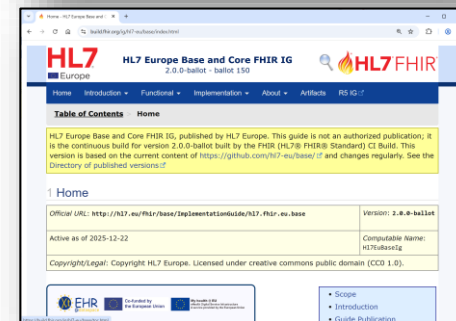 Home - HL7 Europe Base and
build.fhir.org/ig/hl7-eu/base/index.html
HL7
Europe
HL7 Europe Base and Core FHIR IG
2.0.0-ballot - ballot 150
HL7 FHIR
Home Introduction Functional Implementation About Artifacts R5 IG
Table of Contents Home
HL7 Europe Base and Core FHIR IG, published by HL7 Europe. This guide is not an authorized publication; it
is the continuous build for version 2.0.0-ballot built by the FHIR (HL7® FHIR® Standard) CI Build. This
version is based on the current content of https://github.com/hl7-eu/base/ and changes regularly. See the
Directory of published versions
1 Home
Official URL: http://hl7.eu/fhir/base/ImplementationGuide/hl7.fhir.eu.base
Version: 2.0.0-ballot
Active as of 2025-12-22
Computable Name:
Hl7EuBaseIg
Copyright/Legal: Copyright HL7 Europe. Licensed under creative commons public domain (CC0 1.0).
EHR
Co-funded by
the European Union
Scope
Introduction
Guide Publication